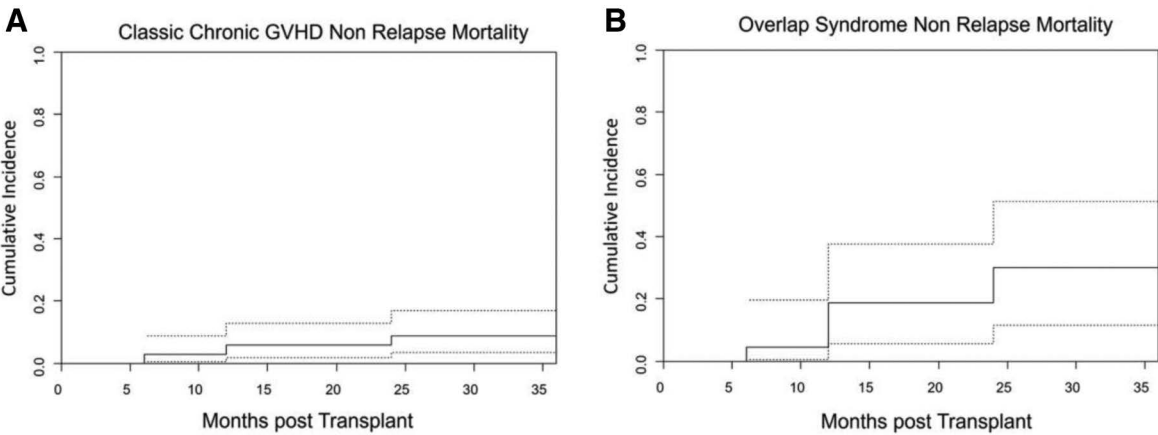 A
Classic Chronic GVHD Non Relapse Mortality
Cumulative Incidence
1.0
0.8
0.6
0.4
0.2
0.0
0 5 10 15 20 25 30 35
Months post Transplant
B
Overlap Syndrome Non Relapse Mortality
Cumulative Incidence
1.0
0.8
0.6
0.4
0.2
0.0
0 5 10 15 20 25 30 35
Months post Transplant